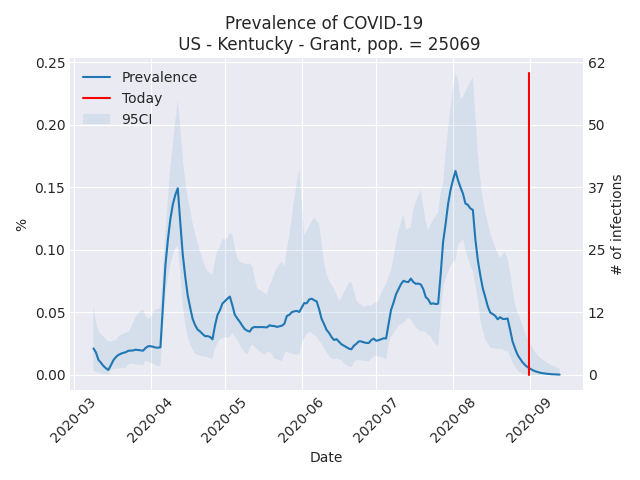 Prevalence of COVID-19
US - Kentucky - Grant, pop. = 25069
0.25
0.20
0.15
0.10
0.05
0.00
%
Prevalence
Today
95CI
62
50
37
25
12
0
# of infections
2020-03
2020-04
2020-05
2020-06
2020-07
2020-08
2020-09
Date